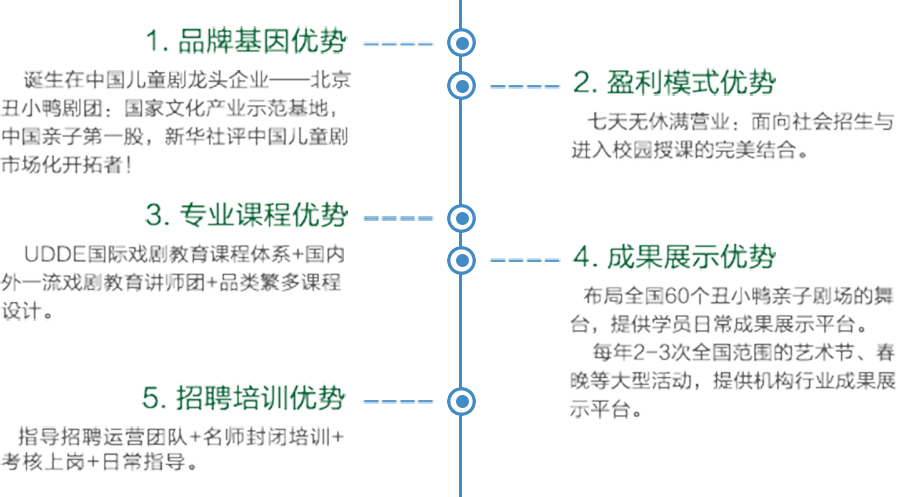 1. 品牌基因优势
诞生在中国儿童剧龙头企业——北京
丑小鸭剧团：国家文化产业示范基地，
中国亲子第一股，新华社评中国儿童剧
市场化开拓者！
2. 盈利模式优势
七天无休满营业：面向社会招生与
进入校园授课的完美结合。
3. 专业课程优势
UDDE国际戏剧教育课程体系+国内
外一流戏剧教育讲师团+品类繁多课程
设计。
4. 成果展示优势
布局全国60个丑小鸭亲子剧场的舞
台，提供学员日常成果展示平台。
每年2-3次全国范围的艺术节、春
晚等大型活动，提供机构行业成果展
示平台。
5. 招聘培训优势
指导招聘运营团队+名师封闭培训+
考核上岗+日常指导。